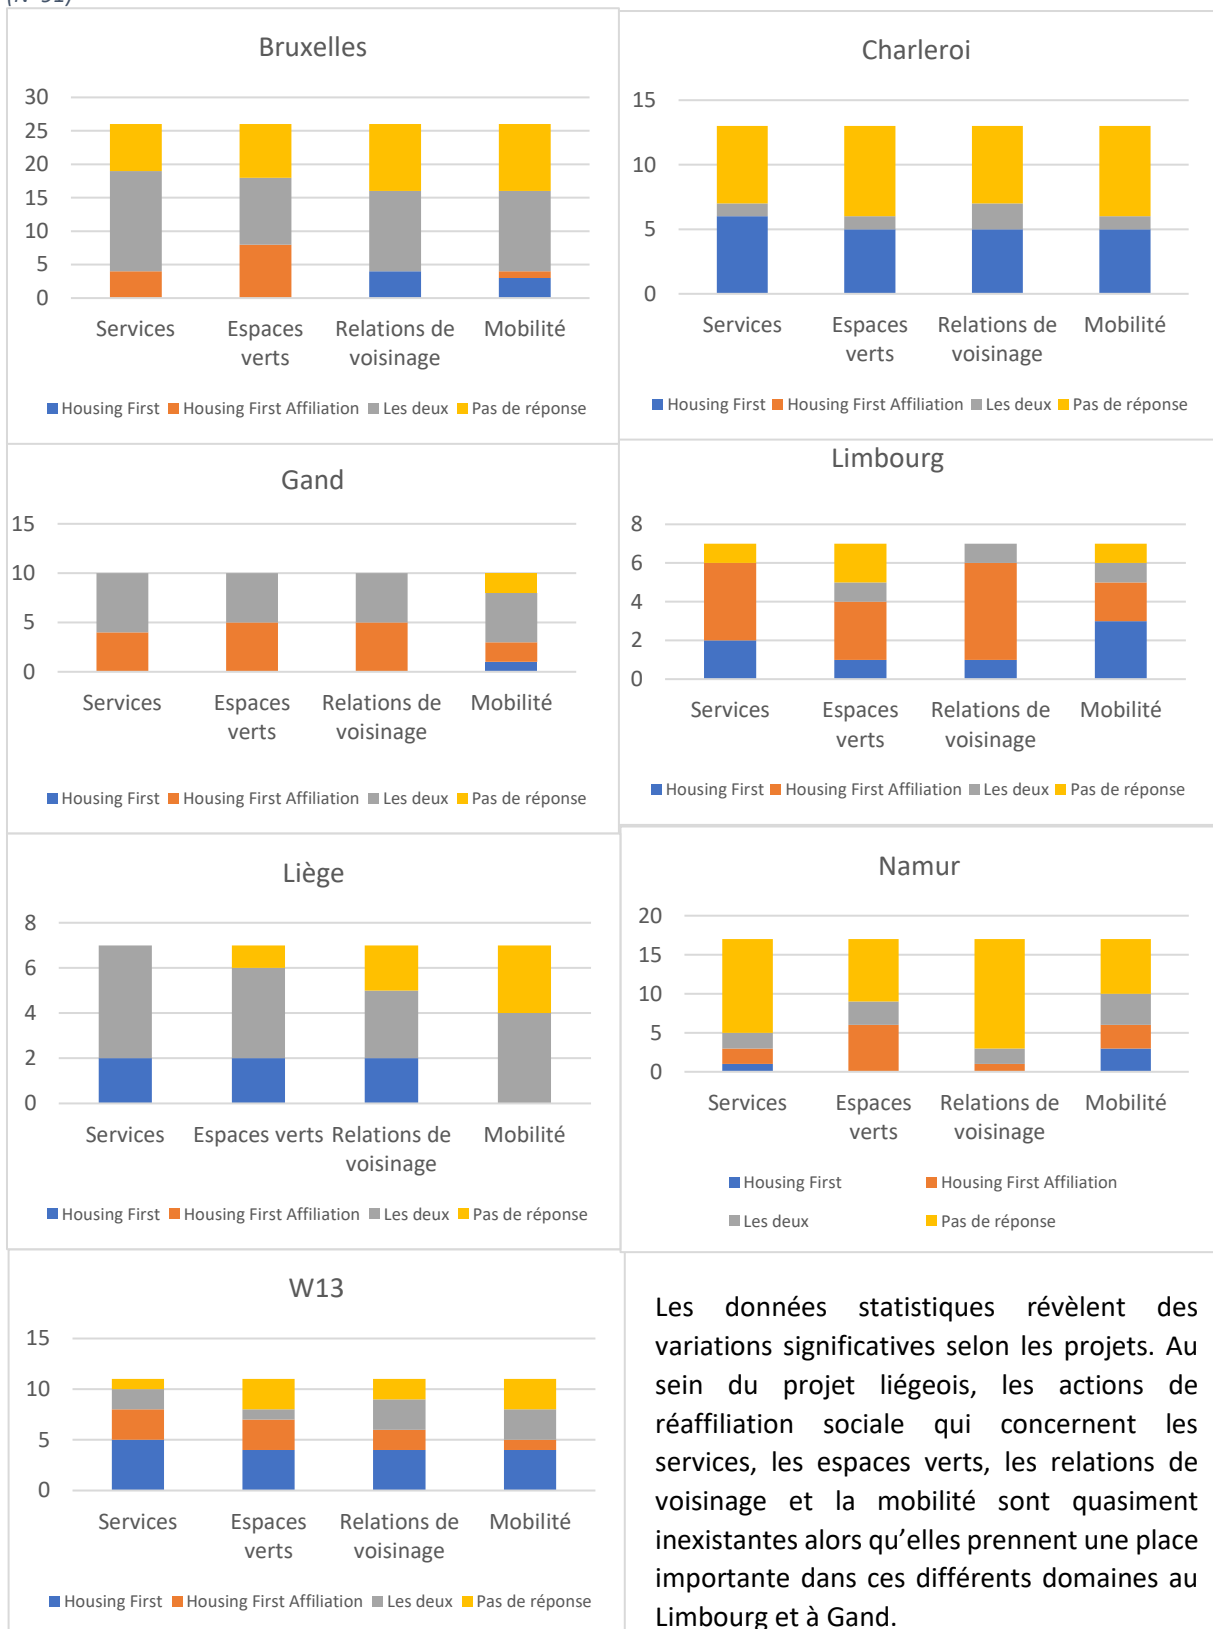 Bruxelles
30
25
20
15
10
5
0
Services
Espaces
verts
Relations de
voisinage
Mobilité
Housing First Housing First Affiliation Les deux Pas de réponse
Charleroi
15
10
5
0
Services
Espaces
verts
Relations de
voisinage
Mobilité
Housing First Housing First Affiliation Les deux Pas de réponse
Gand
15
10
5
0
Services
Espaces
verts
Relations de
voisinage
Mobilité
Housing First Housing First Affiliation Les deux Pas de réponse
Limbourg
8
6
4
2
0
Services
Espaces
verts
Relations de
voisinage
Mobilité
Housing First Housing First Affiliation Les deux Pas de réponse
Liège
8
6
4
2
0
Services
Espaces verts
Relations de
voisinage
Mobilité
Housing First Housing First Affiliation Les deux Pas de réponse
Namur
20
15
10
5
0
Services
Espaces
verts
Relations de
voisinage
Mobilité
Housing First Housing First Affiliation
Les deux Pas de réponse
W13
15
10
5
0
Services
Espaces
verts
Relations de
voisinage
Mobilité
Housing First Housing First Affiliation Les deux Pas de réponse
Les données statistiques révèlent des
variations significatives selon les projets. Au
sein du projet liégeois, les actions de
réaffiliation sociale qui concernent les
services, les espaces verts, les relations de
voisinage et la mobilité sont quasiment
inexistantes alors qu'elles prennent une place
importante dans ces différents domaines au
Limbourg et à Gand.